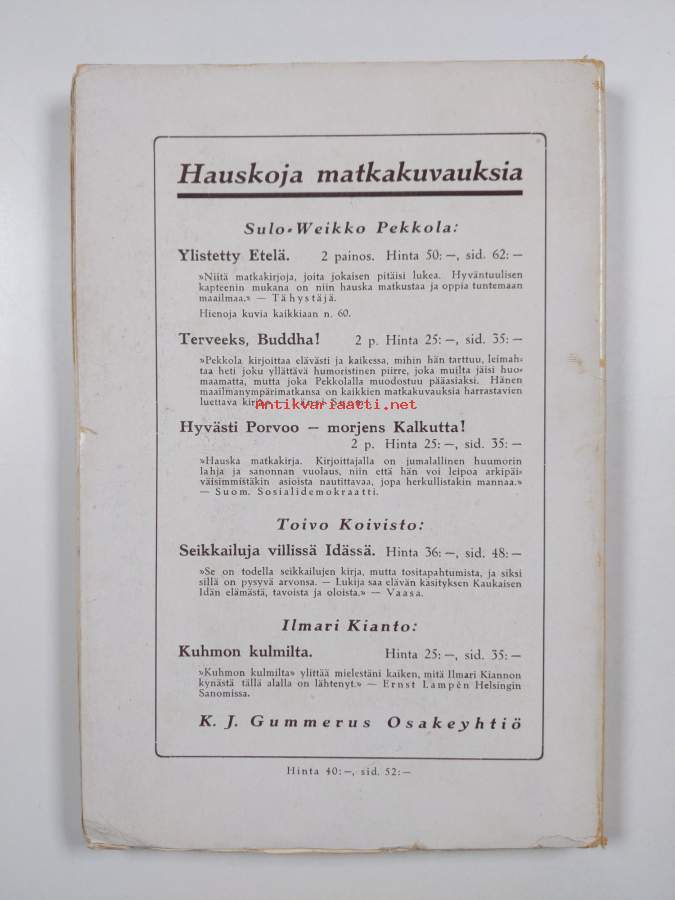 Hauskoja matkakuvauksia
Sulo-Weikko Pekkola:
Ylistetty Etelä. 2 painos. Hinta 50:—, sid. 62:—
»Niitä matkakirjoja, joita jokaisen pitäisi lukea. Hyväntuulisen
kapteenin mukana on niin hauska matkustaa ja oppia tuntemaan
maailmaa.» — Tähystäjä.
Hienoja kuvia kaikkiaan n. 60.
Terveeks, Buddha! 2 p. Hinta 25:—, sid. 35:—
»Pekkola kirjoittaa elävästi ja kaikessa, mihin hän tarttuu, leimah-
taa heti joku yllättävä humoristinen piirre, joka muilta jäisi huo-
maamatta, mutta joka Pekkolalla muodostuu pääasiaksi. Hänen
maailmanympärimatkansa on kaikkien matkakuvauksia harrastavien
luettava kirja.» — Uusi Suomi.
Antikvariaatti.net
Hyvästi Porvoo — morjens Kalkutta!
2 p. Hinta 25:—, sid. 35:—
»Hauska matkakirja. Kirjoittajalla on jumalallinen huumorin
lahja ja sanonnan vuolaus, niin että hän voi leipoa arkipäi-
väisimmistäkin asioista nautittavaa, jopa herkullistakin mannaa.»
— Suom. Sosialidemokraatti.
Toivo Koivisto:
Seikkailuja villissä Idässä. Hinta 36:—, sid. 48:—
»Se on todella seikkailujen kirja, mutta tositapahtumista, ja siksi
sillä on pysyvä arvonsa. — Lukija saa elävän käsityksen Kaukaisen
Idän elämästä, tavoista ja oloista.» — Vaasa.
Ilmari Kianto:
Kuhmon kulmilta. Hinta 25:—, sid. 35:—
»Kuhmon kulmilta» ylittää mielestäni kaiken, mitä Ilmari Kiannon
kynästä tällä alalla on lähtenyt.» — Ernst Lampén Helsingin
Sanomissa.
K. J. Gummerus Osakeyhtiö
Hinta 40:—, sid. 52:—